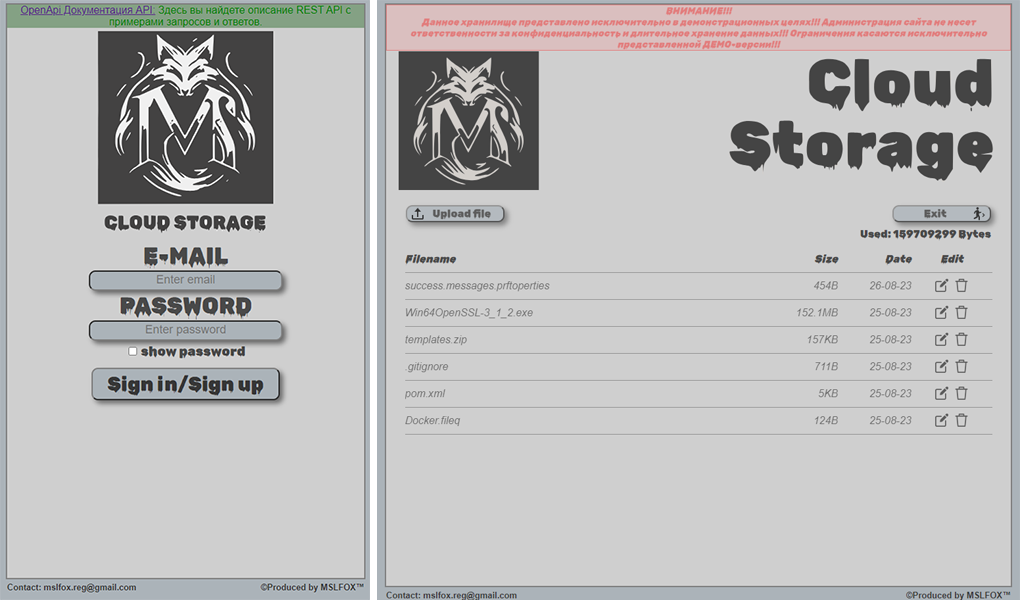 OpenApi Документация API. Здесь вы найдете описание REST API с
примерами запросов и ответов.
CLOUD STORAGE
E-MAIL
Enter email
PASSWORD
Enter password
show password
Sign in/Sign up
Contact: mslfox.reg@gmail.com ©Produced by MSLFOX™
ВНИМАНИЕ!!!
Данное хранилище представлено исключительно в демонстрационных целях!!! Администрация сайта не несет
ответственности за конфиденциальность и длительное хранение данных!!! Ограничения касаются исключительно
представленной ДЕМО-версии!!!
Cloud
Storage
Upload file Exit
Used: 159709299 Bytes
Filename Size Date Edit
success.messages.prftoperties 454B 26-08-23
Win64OpenSSL-3_1_2.exe 152.1MB 25-08-23
templates.zip 157KB 25-08-23
.gitignore 711B 25-08-23
pom.xml 5KB 25-08-23
Docker.fileq 124B 25-08-23
Contact: mslfox.reg@gmail.com ©Produced by MSLFOX™